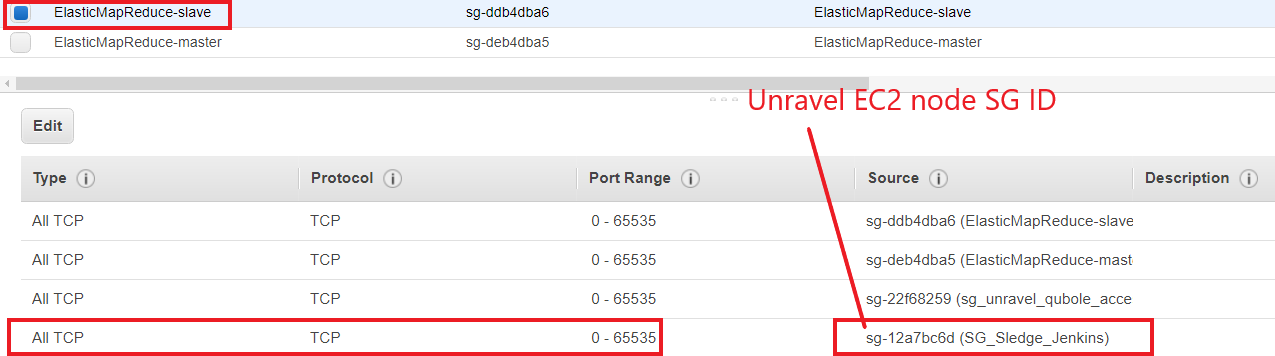 ElasticMapReduce-slave sg-ddb4dba6 ElasticMapReduce-slave
ElasticMapReduce-master sg-deb4dba5 ElasticMapReduce-master
Unravel EC2 node SG ID
Edit
Type Protocol Port Range Source Description
All TCP TCP 0 - 65535 sg-ddb4dba6 (ElasticMapReduce-slave
All TCP TCP 0 - 65535 sg-deb4dba5 (ElasticMapReduce-mast
All TCP TCP 0 - 65535 sg-22f68259 (sg_unravel_qubole_acce
All TCP TCP 0 - 65535 sg-12a7bc6d (SG_Sledge_Jenkins)